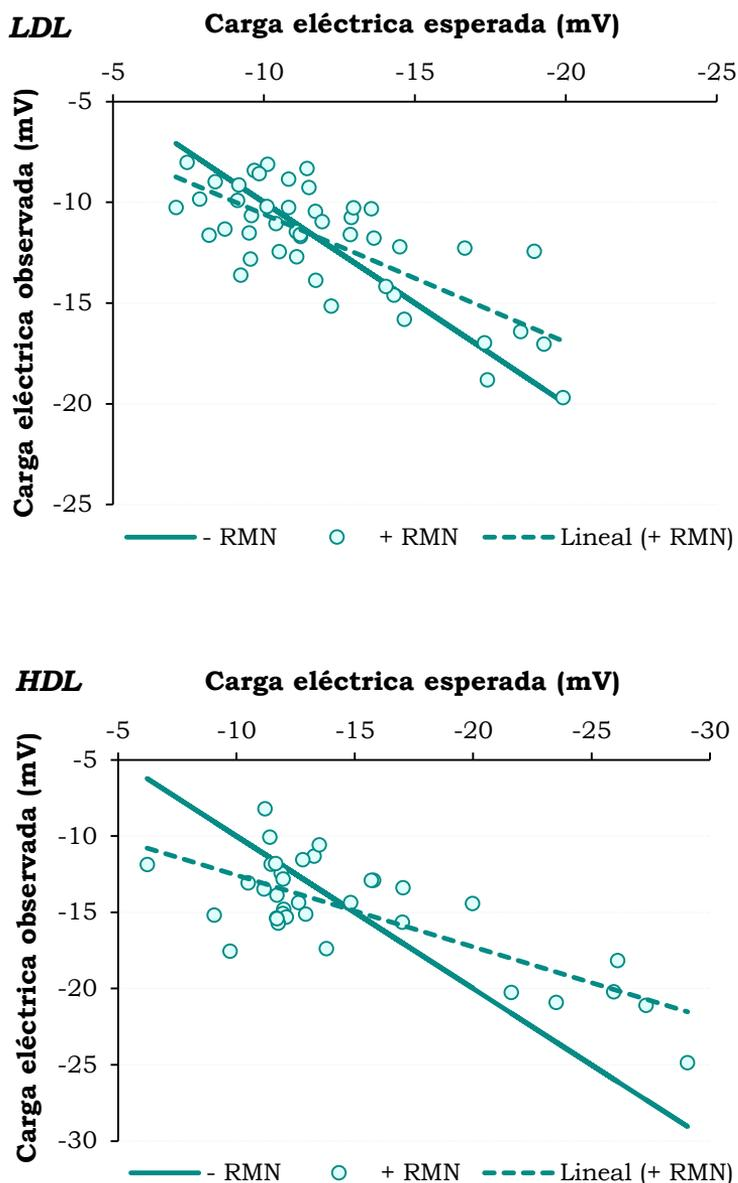 LDL Carga eléctrica esperada (mV)
-5 -10 -15 -20 -25
Carga eléctrica observada (mV)
-5
-10
-15
-20
-25
- RMN + RMN Lineal (+ RMN)
HDL Carga eléctrica esperada (mV)
-5 -10 -15 -20 -25 -30
Carga eléctrica observada (mV)
-5
-10
-15
-20
-25
-30
- RMN + RMN Lineal (+ RMN)